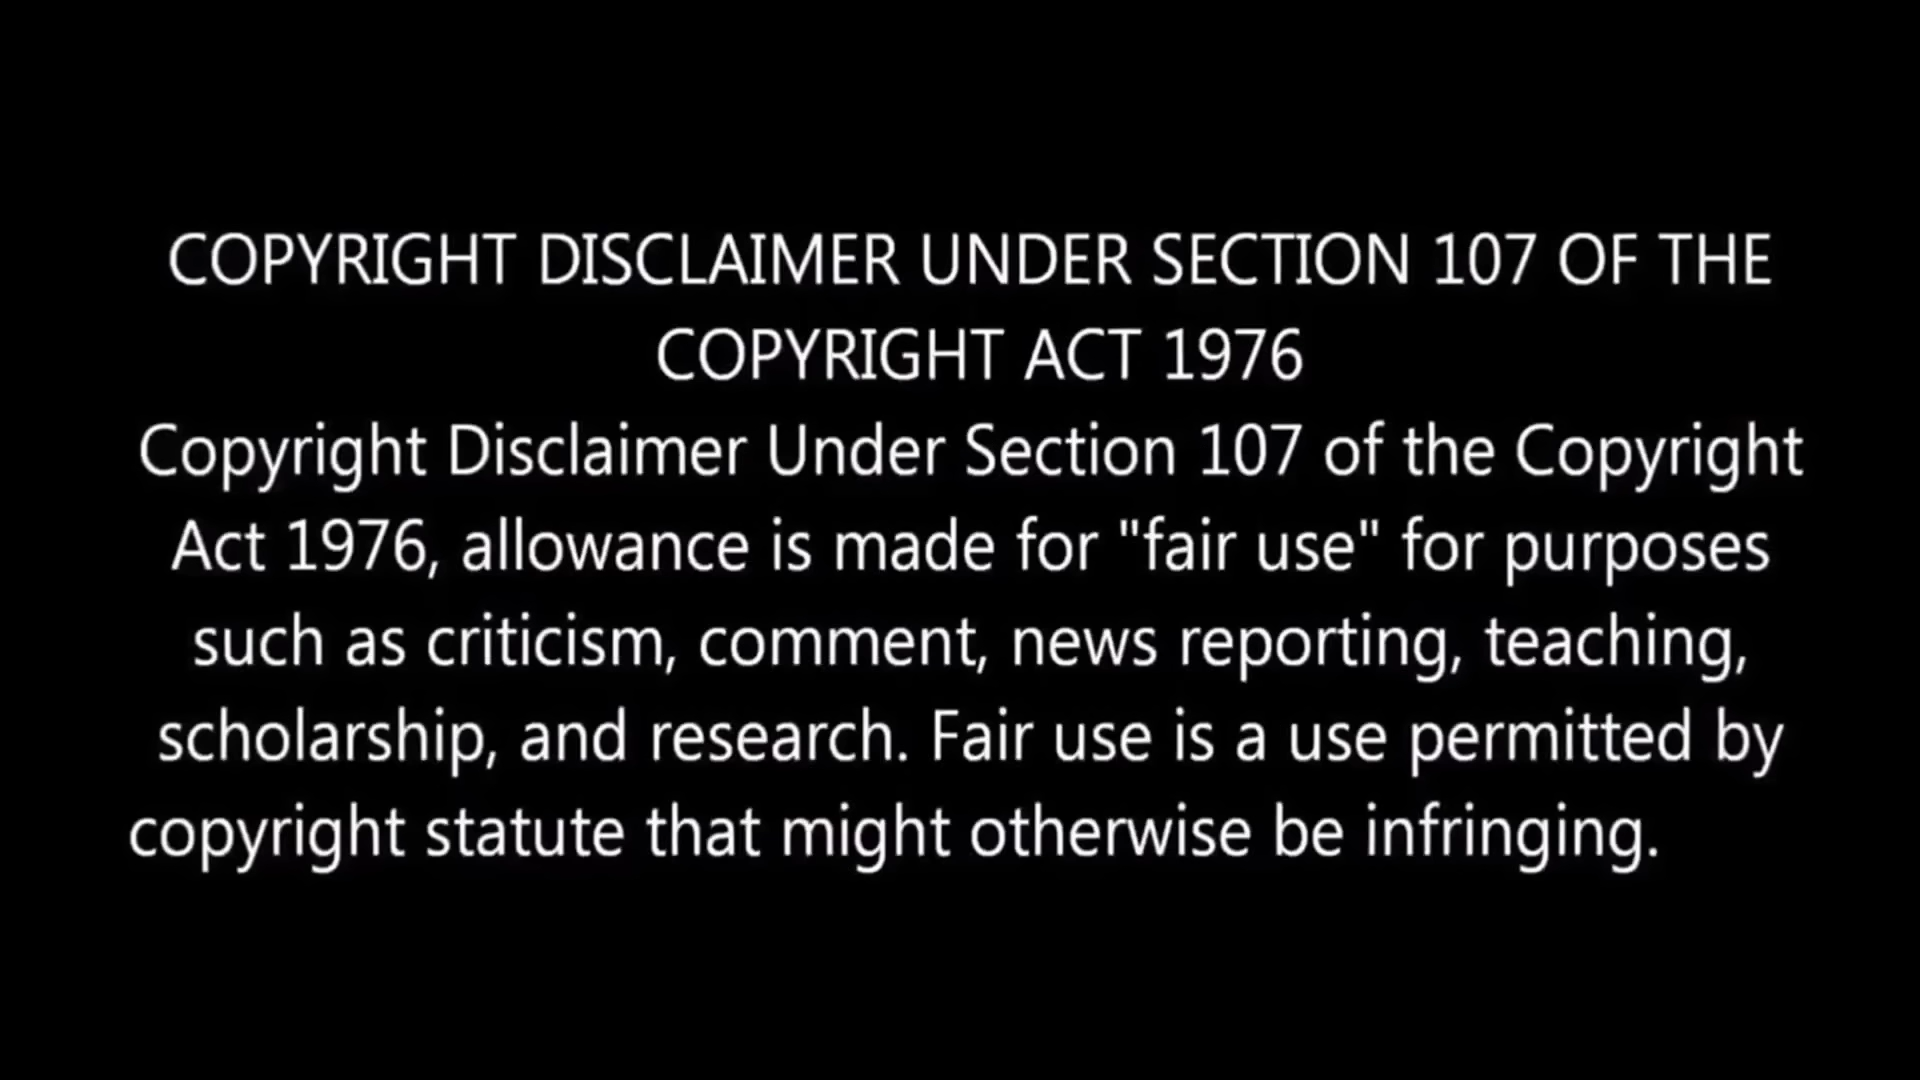 COPYRIGHT DISCLAIMER UNDER SECTION 107 OF THE
COPYRIGHT ACT 1976
Copyright Disclaimer Under Section 107 of the Copyright
Act 1976, allowance is made for "fair use" for purposes
such as criticism, comment, news reporting, teaching,
scholarship, and research. Fair use is a use permitted by
copyright statute that might otherwise be infringing.